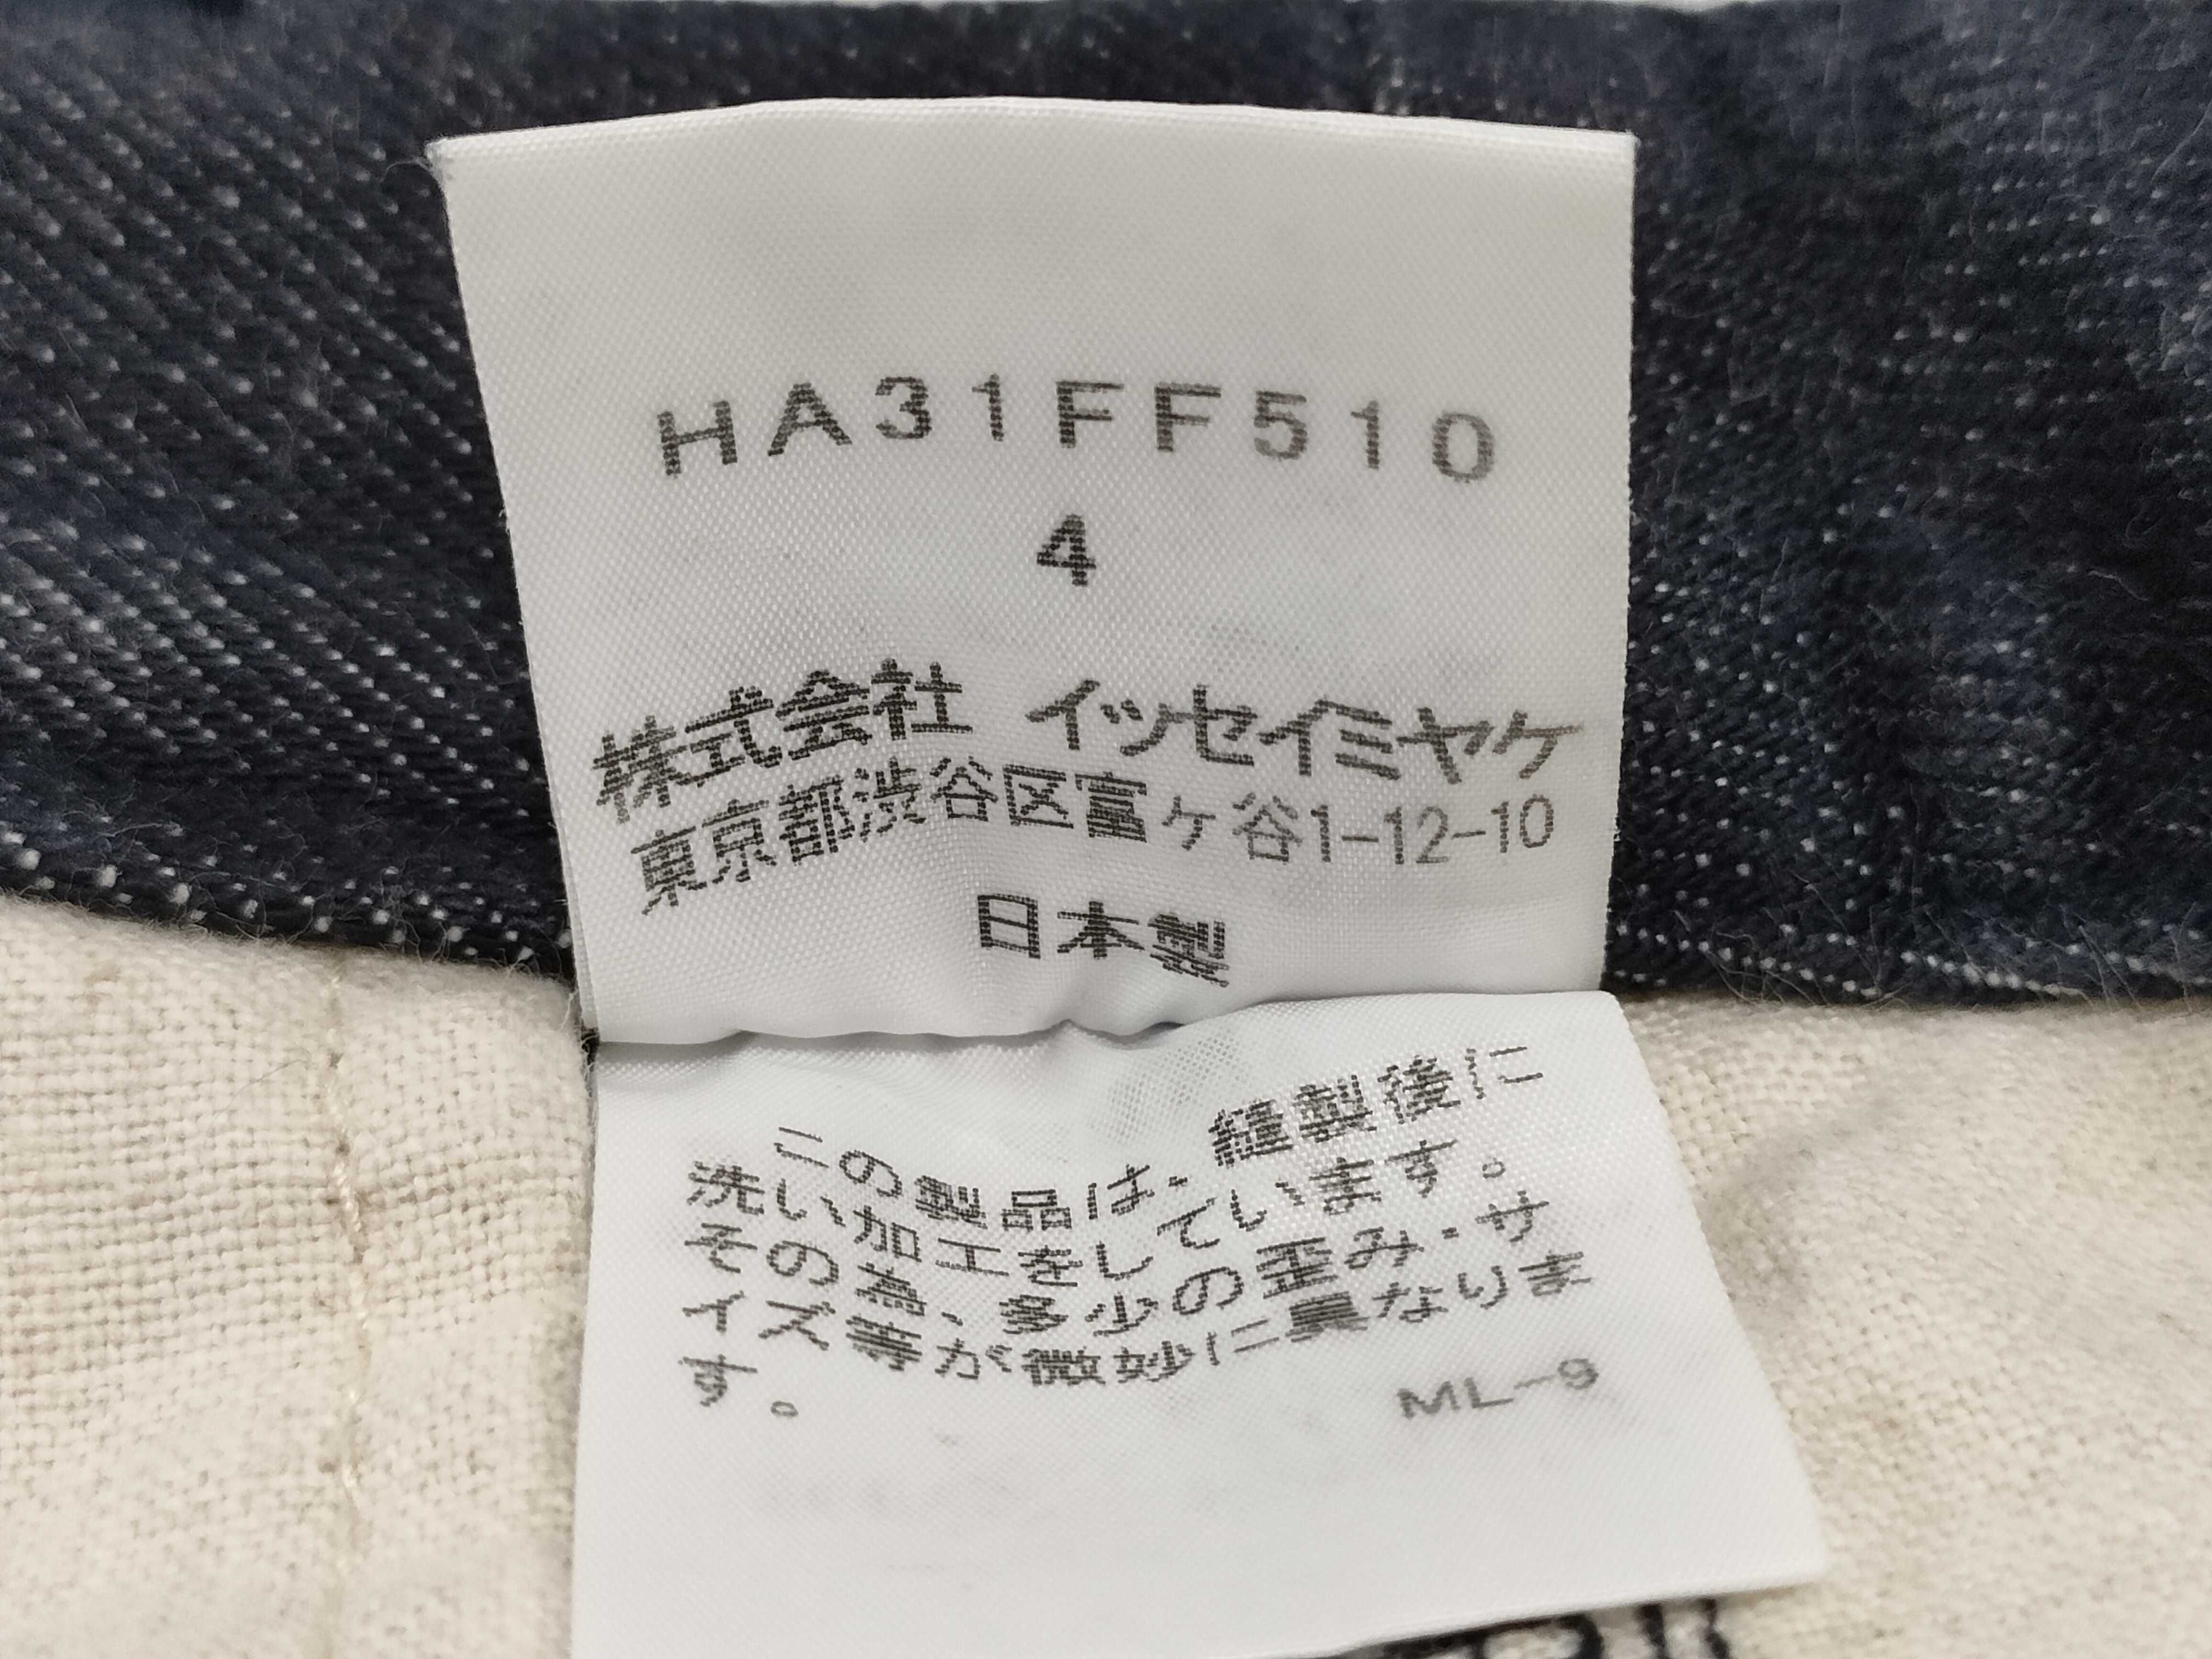 HA31FF510
4
株式会社 イッセイミヤケ
東京都渋谷区富ヶ谷1-12-10
日本製
この製品は、縫製後に
洗い加工をしています。
その為、多少の歪み・サ
イズ等が微妙に異なりま
す。
ML-9